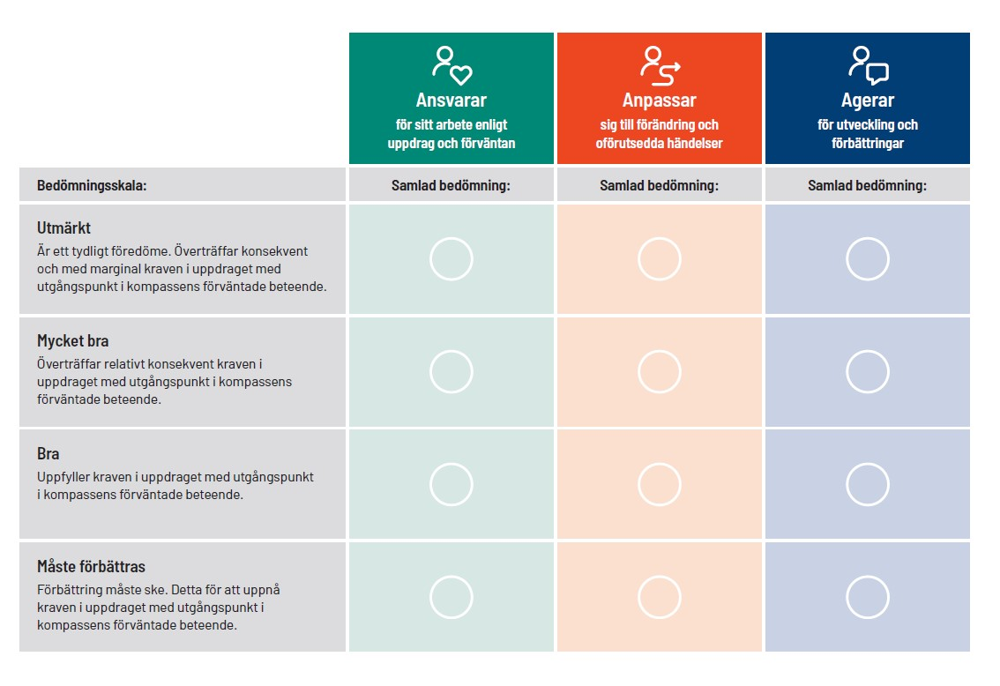 Ansvarar
för sitt arbete enligt
uppdrag och förväntan
Anpassar
sig till förändring och
oförutsedda händelser
Agerar
för utveckling och
förbättringar
Bedömningsskala:
Samlad bedömning:
Samlad bedömning:
Samlad bedömning:
Utmärkt
Är ett tydligt föredöme. Överträffar konsekvent
och med marginal kraven i uppdraget med
utgångspunkt i kompassens förväntade beteende.
Mycket bra
Överträffar relativt konsekvent kraven i
uppdraget med utgångspunkt i kompassens
förväntade beteende.
Bra
Uppfyller kraven i uppdraget med utgångspunkt
i kompassens förväntade beteende.
Måste förbättras
Förbättring måste ske. Detta för att uppnå
kraven i uppdraget med utgångspunkt i
kompassens förväntade beteende.